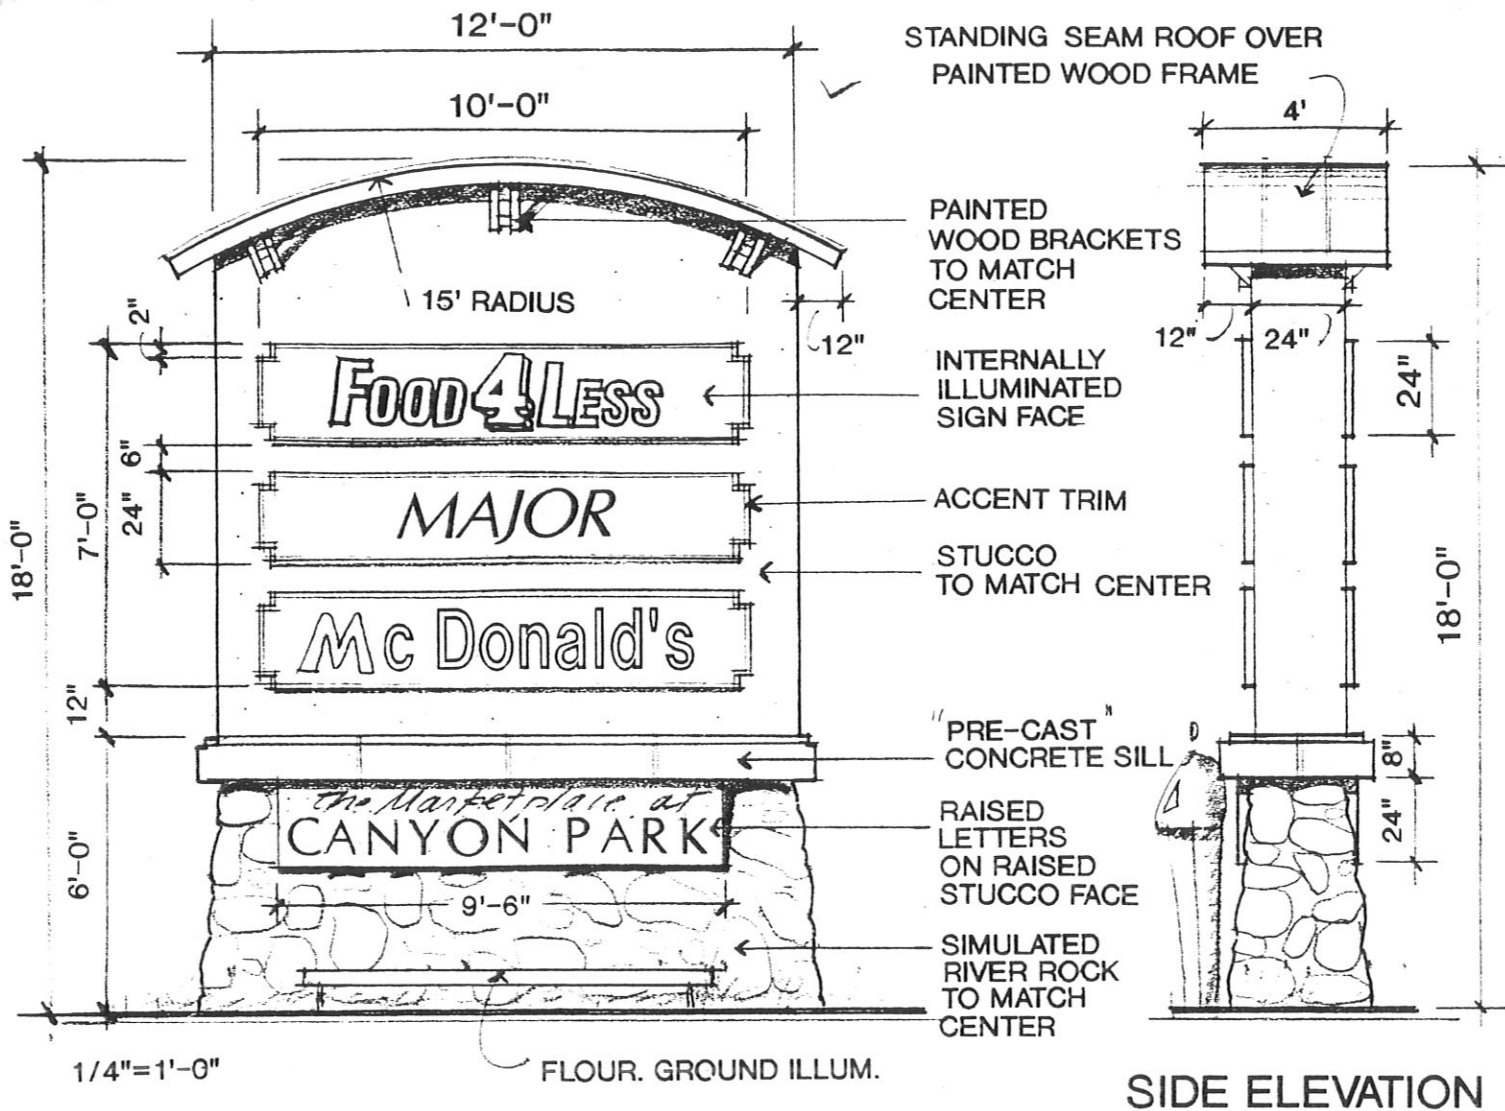 12'-0"
10'-0"
STANDING SEAM ROOF OVER
PAINTED WOOD FRAME
4'
PAINTED
WOOD BRACKETS
TO MATCH
CENTER
15' RADIUS
12"
12"
24"
2"
FOOD 4 LESS
INTERNALLY
ILLUMINATED
SIGN FACE
24"
6"
24"
7'-0"
18'-0"
MAJOR
ACCENT TRIM
STUCCO
TO MATCH CENTER
18'-0"
Mc Donald's
12"
"PRE-CAST"
CONCRETE SILL
8"
the Marketplace at
CANYON PARK
RAISED
LETTERS
ON RAISED
STUCCO FACE
24"
6'-0"
9'-6"
SIMULATED
RIVER ROCK
TO MATCH
CENTER
1/4"=1'-0"
FLOUR. GROUND ILLUM.
SIDE ELEVATION